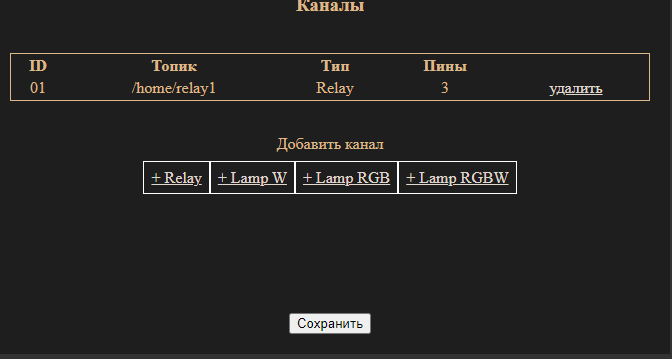 Каналы
ID Топик Тип Пины
01 /home/relay1 Relay 3 удалить
Добавить канал
+ Relay + Lamp W + Lamp RGB + Lamp RGBW
Сохранить